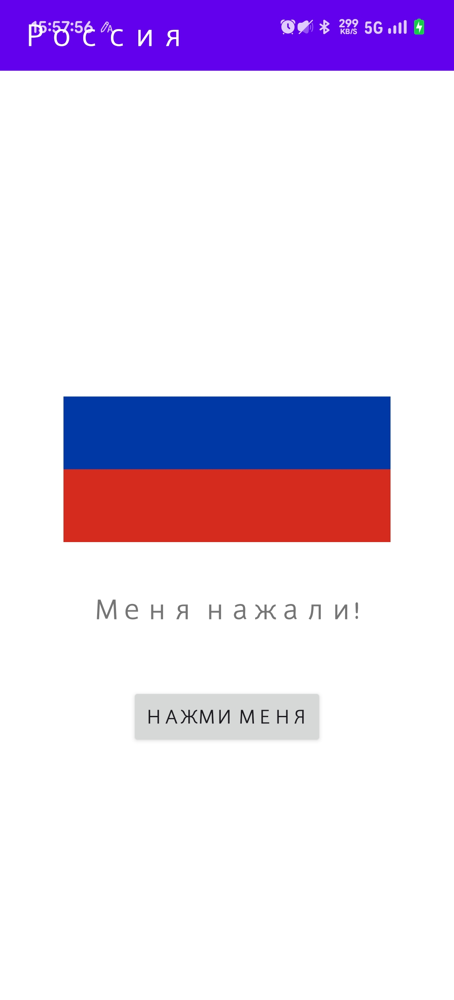 15:57:56
299 KB/S 5G
Россия
Меня нажали!
НАЖМИ МЕНЯ